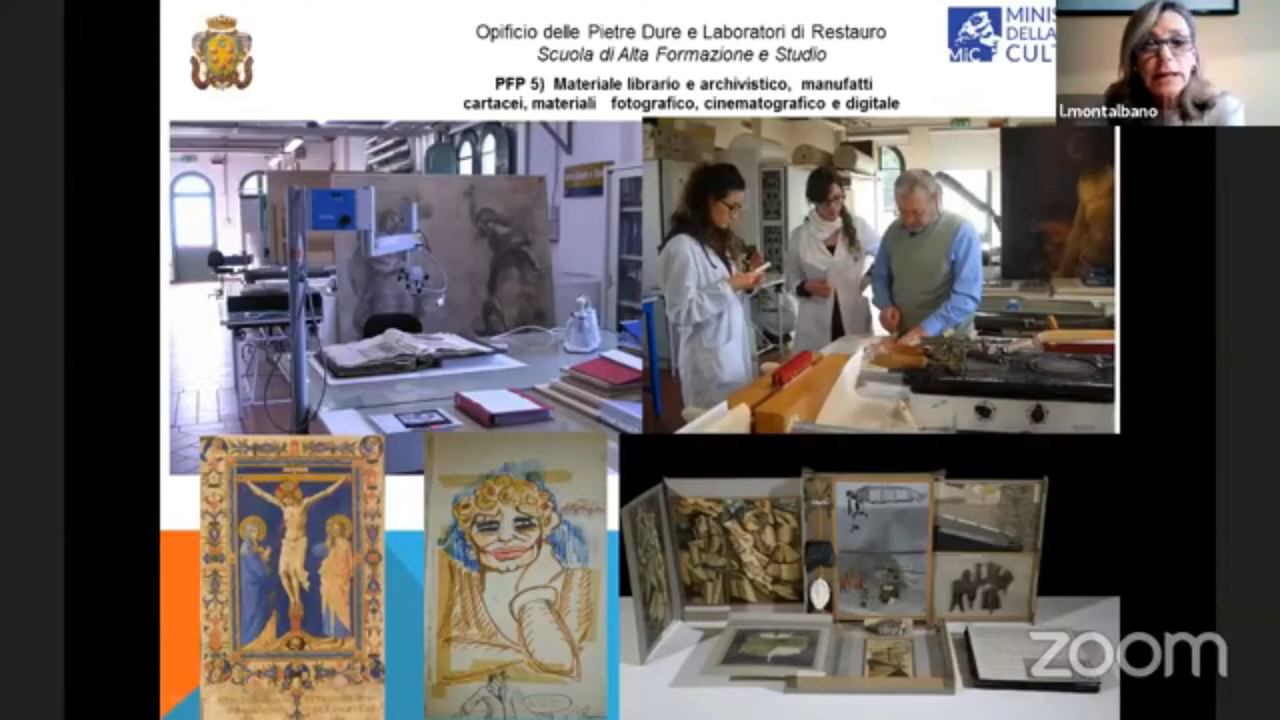 Opificio delle Pietre Dure e Laboratori di Restauro
Scuola di Alta Formazione e Studio
PFP 5) Materiale librario e archivistico, manufatti
cartacei, materiali fotografico, cinematografico e digitale
MiC
MINIS
DELLA
CULT
l.montalbano
zoom